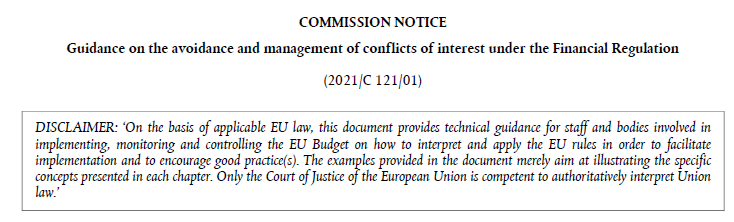 COMMISSION NOTICE
Guidance on the avoidance and management of conflicts of interest under the Financial Regulation
(2021/C 121/01)
DISCLAIMER: ‘On the basis of applicable EU law, this document provides technical guidance for staff and bodies involved in
implementing, monitoring and controlling the EU Budget on how to interpret and apply the EU rules in order to facilitate
implementation and to encourage good practice(s). The examples provided in the document merely aim at illustrating the specific
concepts presented in each chapter. Only the Court of Justice of the European Union is competent to authoritatively interpret Union
law.’